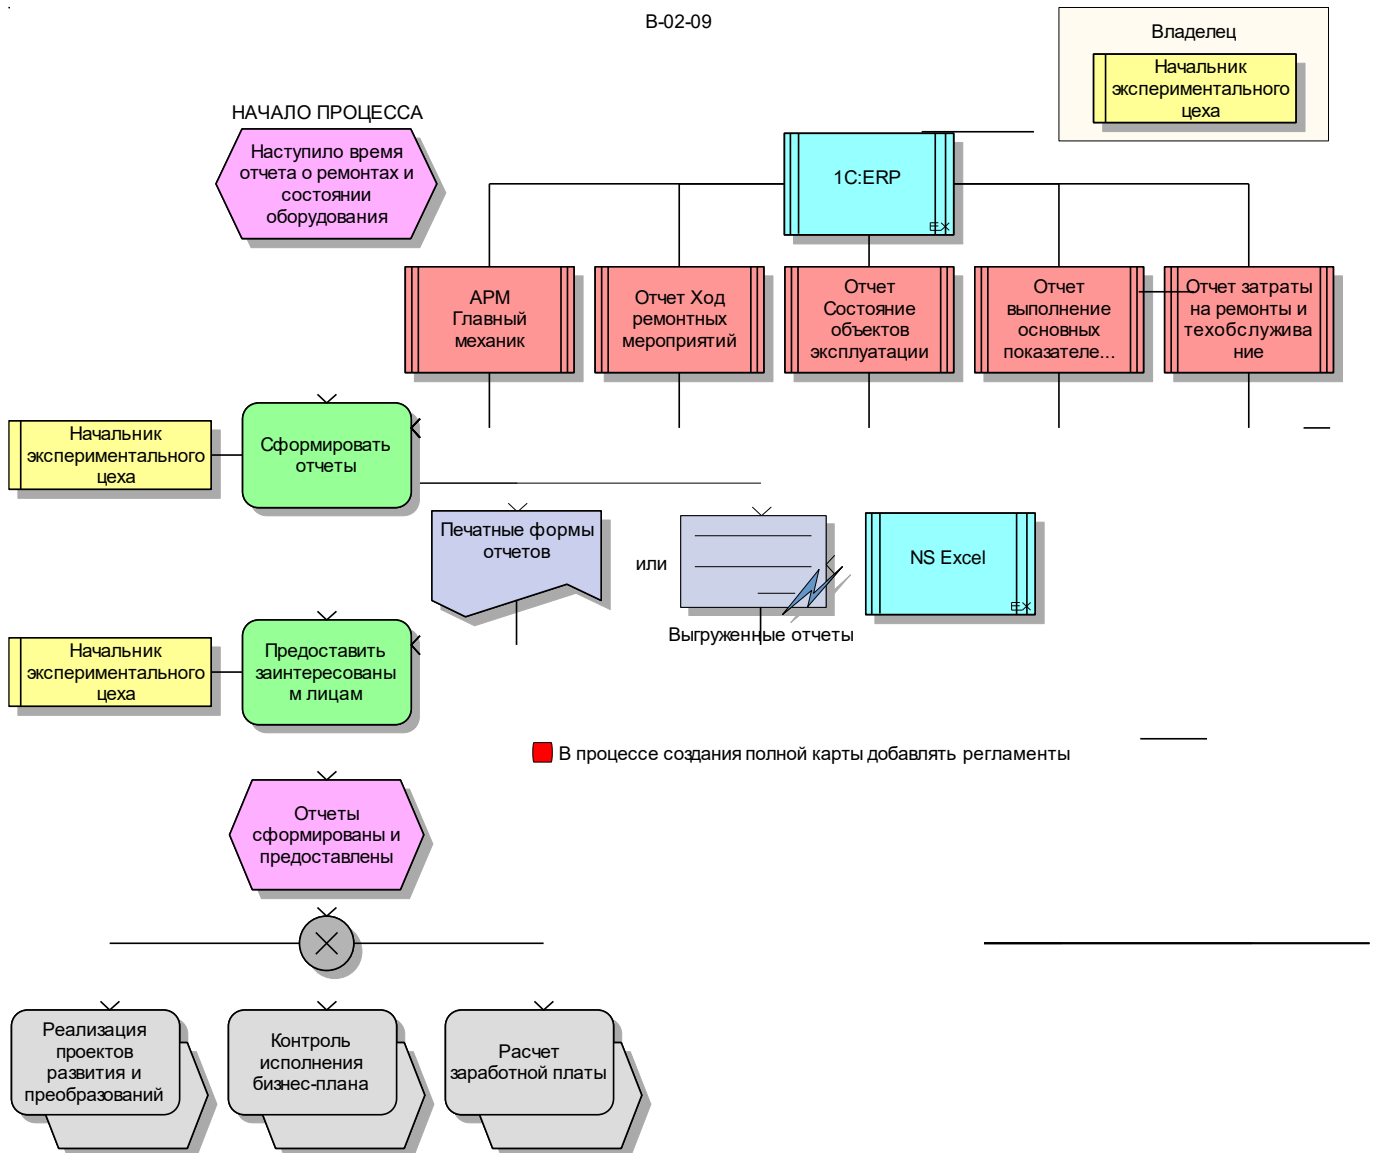 В-02-09
Владелец
Начальник
экспериментального
цеха
НАЧАЛО ПРОЦЕССА
Наступило время
отчета о ремонтах и
состоянии
оборудования
1С:ERP
EX
АРМ
Главный
механик
Отчет Ход
ремонтных
мероприятий
Отчет
Состояние
объектов
эксплуатации
Отчет
выполнение
основных
показателе...
Отчет затраты
на ремонты и
техобслужива
ние
Начальник
экспериментального
цеха
Сформировать
отчеты
Печатные формы
отчетов
или
Выгруженные отчеты
NS Excel
EX
Начальник
экспериментального
цеха
Предоставить
заинтересованы
м лицам
В процессе создания полной карты добавлять регламенты
Отчеты
сформированы и
предоставлены
Реализация
проектов
развития и
преобразований
Контроль
исполнения
бизнес-плана
Расчет
заработной платы